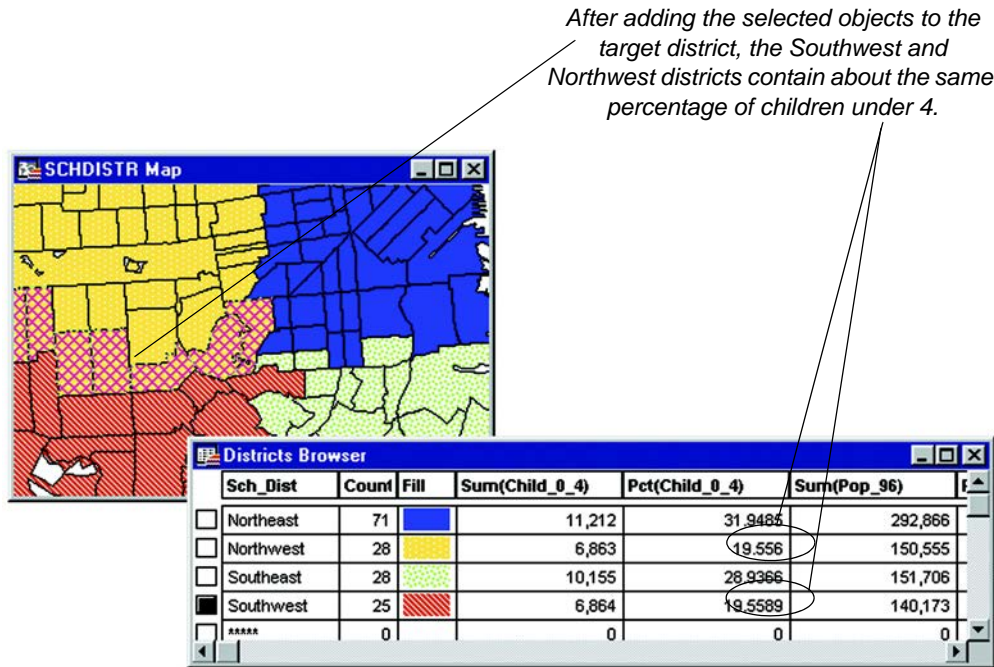 After adding the selected objects to the
target district, the Southwest and
Northwest districts contain about the same
percentage of children under 4.
SCHDISTR Map
Districts Browser
Sch_Dist Count Fill Sum(Child_0_4) Pct(Child_0_4) Sum(Pop_96)
Northeast 71 11,212 31.9485 292,866
Northwest 28 6,863 19.556 150,555
Southeast 28 10,155 28.9366 151,706
Southwest 25 6,864 19.5589 140,173
***** 0 0 0 0